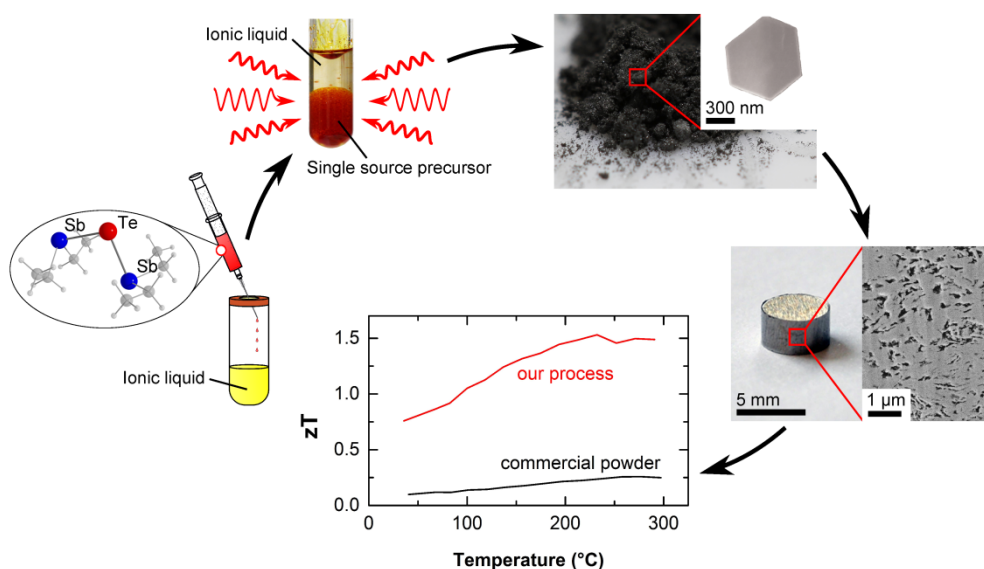 Ionic liquid
Single source precursor
300 nm
Sb
Te
Sb
Ionic liquid
5 mm
1 µm
zT
1.5
1.0
0.5
0.0
our process
commercial powder
0
100
200
300
Temperature (°C)